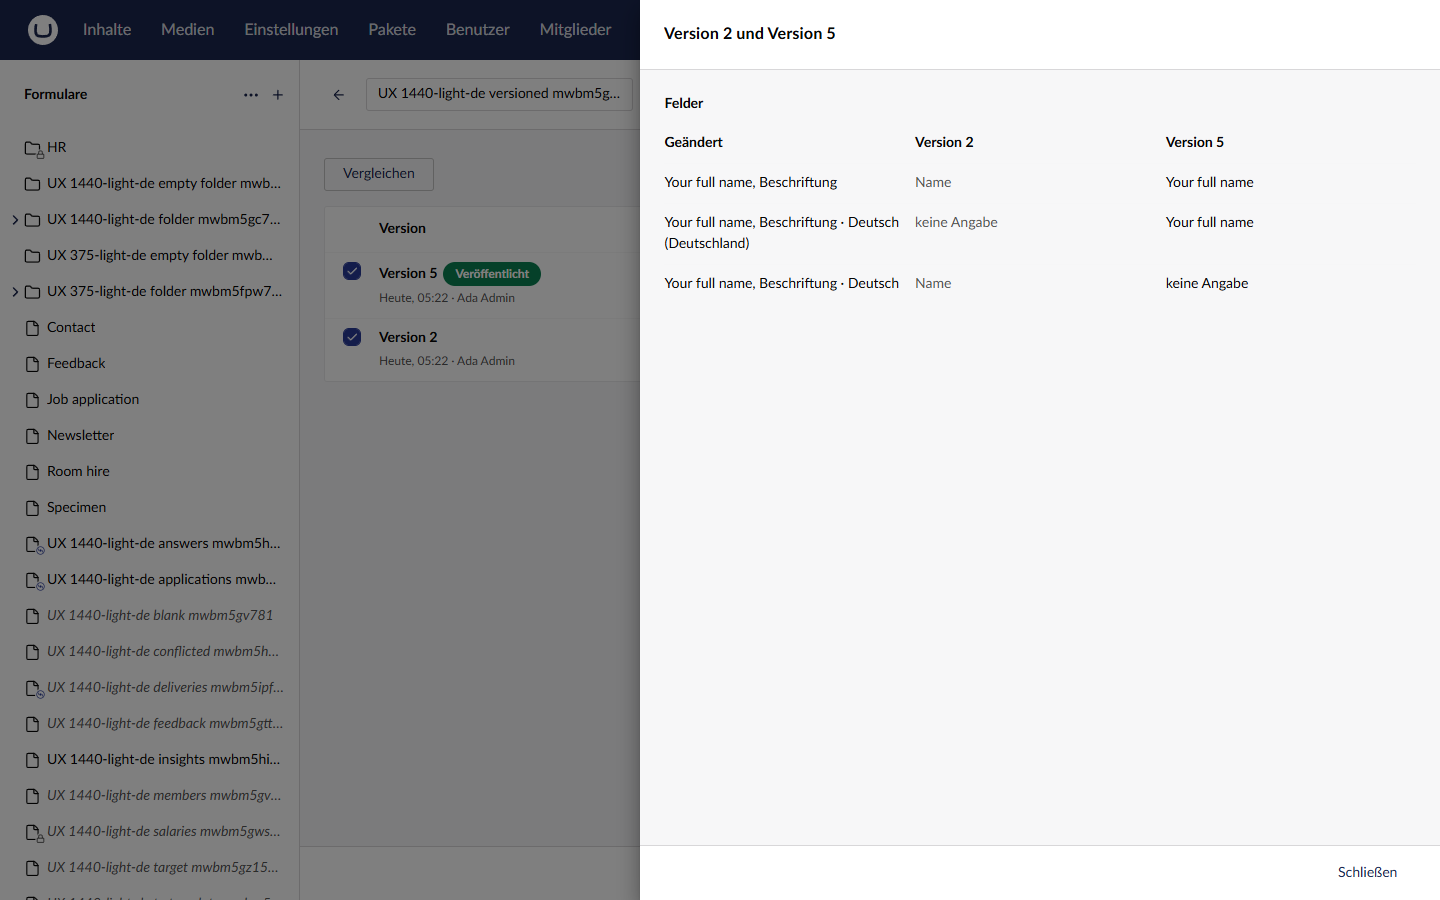 Inhalte Medien Einstellungen Pakete Benutzer Mitglieder
Formulare
HR
UX 1440-light-de empty folder mwb...
UX 1440-light-de folder mwbm5gc7...
UX 375-light-de empty folder mwb...
UX 375-light-de folder mwbm5fpw7...
Contact
Feedback
Job application
Newsletter
Room hire
Specimen
UX 1440-light-de answers mwbm5h...
UX 1440-light-de applications mwb...
UX 1440-light-de blank mwbm5gv781
UX 1440-light-de conflicted mwbm5h...
UX 1440-light-de deliveries mwbm5ipf...
UX 1440-light-de feedback mwbm5gtt...
UX 1440-light-de insights mwbm5hi...
UX 1440-light-de members mwbm5gv...
UX 1440-light-de salaries mwbm5gws...
UX 1440-light-de target mwbm5gz15...
UX 1440-light-de versioned mwbm5g...
Vergleichen
Version
Version 5 Veröffentlicht
Heute, 05:22 · Ada Admin
Version 2
Heute, 05:22 · Ada Admin
Version 2 und Version 5
Felder
Geändert Version 2 Version 5
Your full name, Beschriftung Name Your full name
Your full name, Beschriftung · Deutsch keine Angabe Your full name
(Deutschland)
Your full name, Beschriftung · Deutsch Name keine Angabe
Schließen